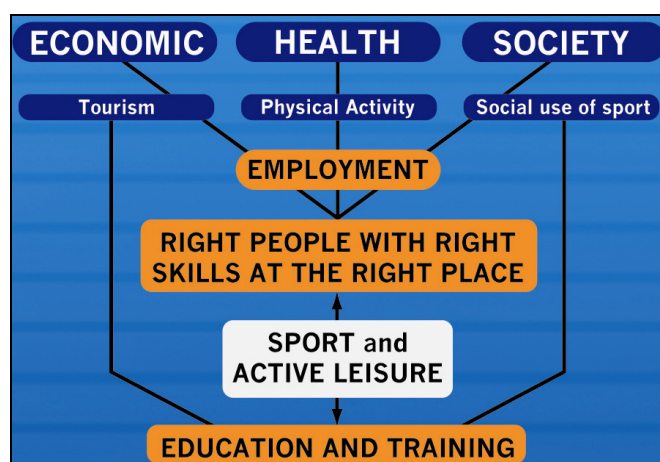 ECONOMIC
HEALTH
SOCIETY
Tourism
Physical Activity
Social use of sport
EMPLOYMENT
RIGHT PEOPLE WITH RIGHT
SKILLS AT THE RIGHT PLACE
SPORT and
ACTIVE LEISURE
EDUCATION AND TRAINING